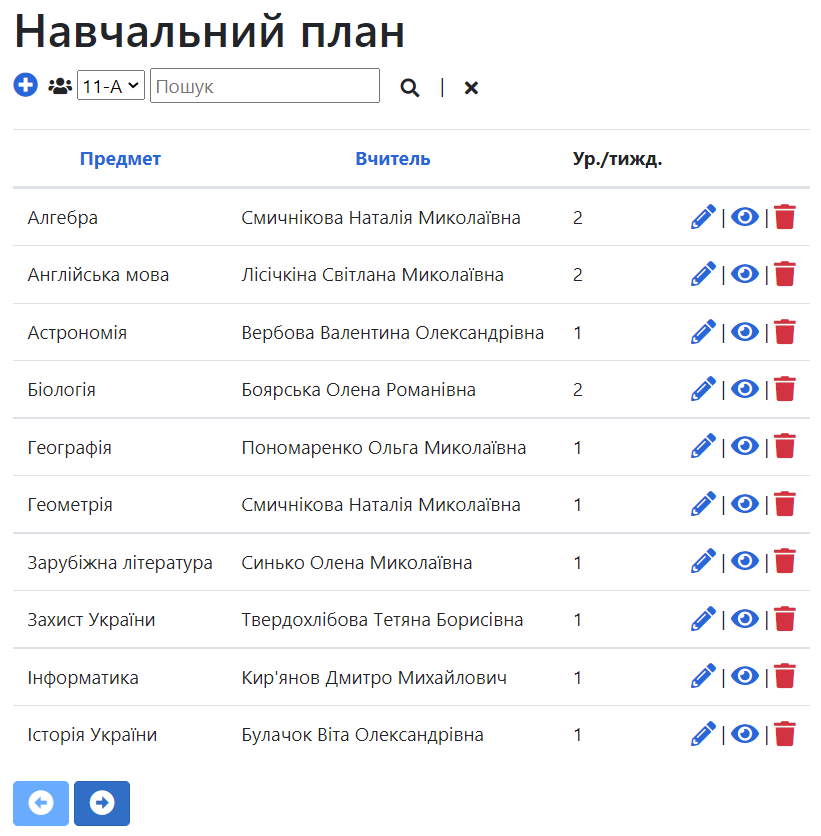 Навчальний план
11-А Пошук |
Предмет Вчитель Ур./тижд.
Алгебра Смичнікова Наталія Миколаївна 2 | |
Англійська мова Лісічкіна Світлана Миколаївна 2 | |
Астрономія Вербова Валентина Олександрівна 1 | |
Біологія Боярська Олена Романівна 2 | |
Географія Пономаренко Ольга Миколаївна 1 | |
Геометрія Смичнікова Наталія Миколаївна 1 | |
Зарубіжна література Синько Олена Миколаївна 1 | |
Захист України Твердохлібова Тетяна Борисівна 1 | |
Інформатика Кир'янов Дмитро Михайлович 1 | |
Історія України Булачок Віта Олександрівна 1 | |